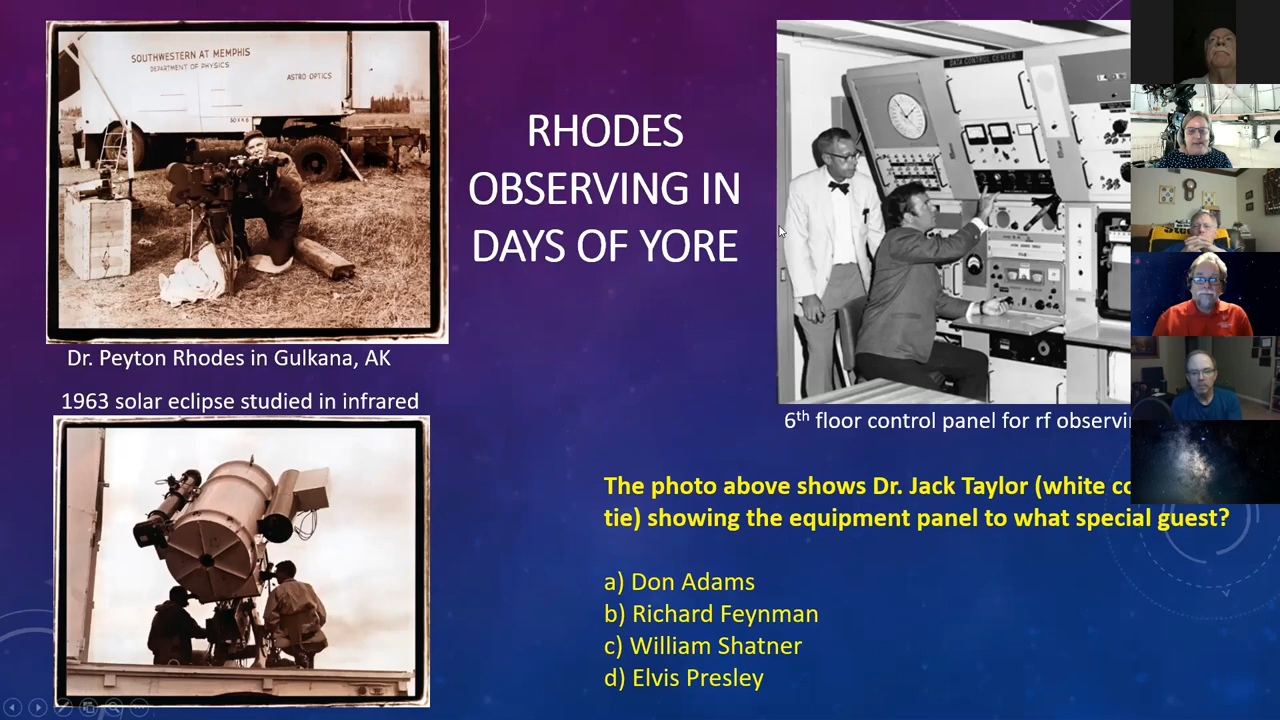 SOUTHWESTERN AT MEMPHIS
DEPARTMENT OF PHYSICS
ASTRO OPTICS
RHODES
OBSERVING IN
DAYS OF YORE
DATA CONTROL CENTER
Dr. Peyton Rhodes in Gulkana, AK
1963 solar eclipse studied in infrared
6th floor control panel for rf
The photo above shows Dr. Jack Taylor (white
tie) showing the equipment panel to what special guest?
a) Don Adams
b) Richard Feynman
c) William Shatner
d) Elvis Presley